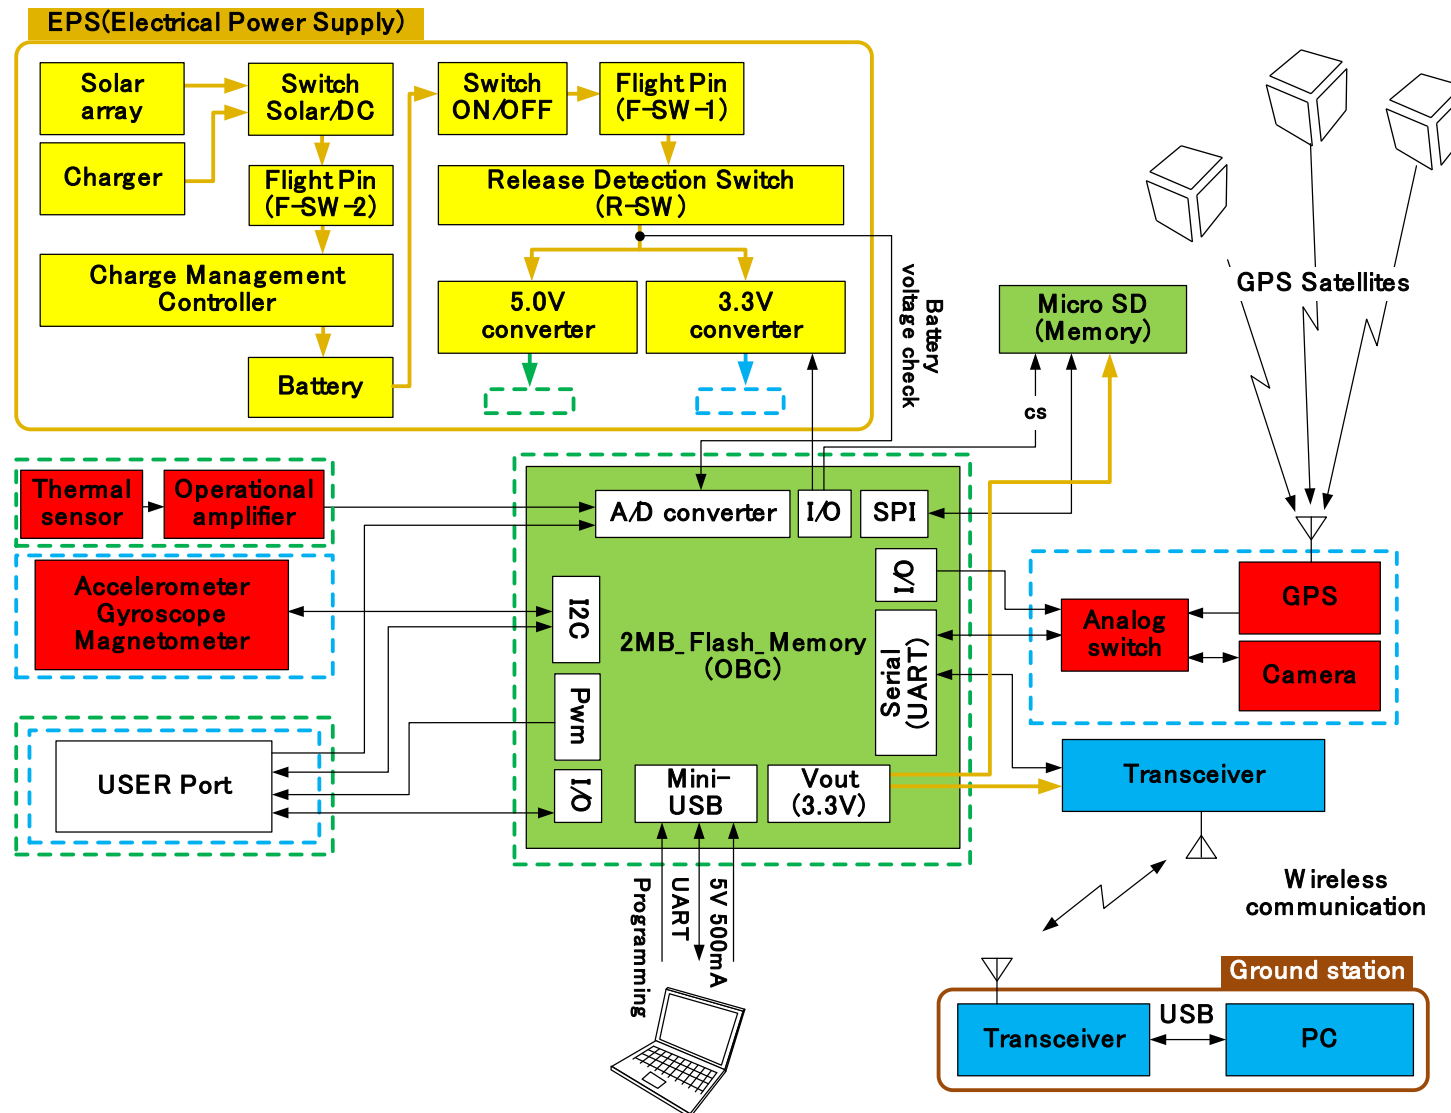 EPS(Electrical Power Supply)
Solar
array
Switch
Solar/DC
Switch
ON/OFF
Flight Pin
(F-SW-1)
Charger
Flight Pin
(F-SW-2)
Release Detection Switch
(R-SW)
Charge Management
Controller
5.0V
converter
3.3V
converter
Battery
Battery
voltage check
Micro SD
(Memory)
cs
GPS Satellites
Thermal
sensor
Operational
amplifier
A/D converter
I/O
SPI
I/O
Accelerometer
Gyroscope
Magnetometer
I2C
2MB_Flash_Memory
(OBC)
Serial
(UART)
Analog
switch
GPS
Camera
Pwm
USER Port
I/O
Mini-
USB
Vout
(3.3V)
Transceiver
Programming
UART
5V 500mA
Wireless
communication
Ground station
Transceiver
USB
PC